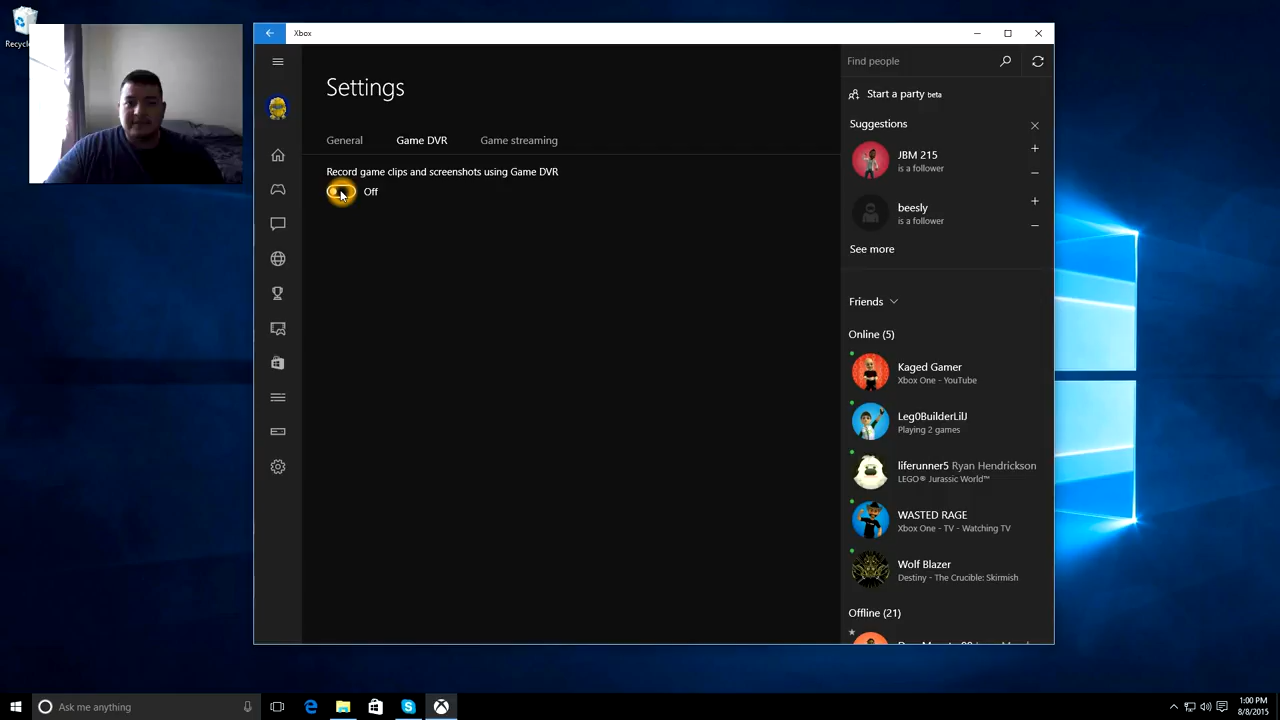 Recycle
Xbox
Settings
General
Game DVR
Game streaming
Record game clips and screenshots using Game DVR
Off
Find people
Start a party beta
Suggestions
JBM 215
is a follower
beesly
is a follower
See more
Friends
Online (5)
Kaged Gamer
Xbox One - YouTube
Leg0BuilderLilJ
Playing 2 games
liferunner5 Ryan Hendrickson
LEGO® Jurassic World™
WASTED RAGE
Xbox One - TV - Watching TV
Wolf Blazer
Destiny - The Crucible: Skirmish
Offline (21)
Ask me anything
1:00 PM
8/8/2015